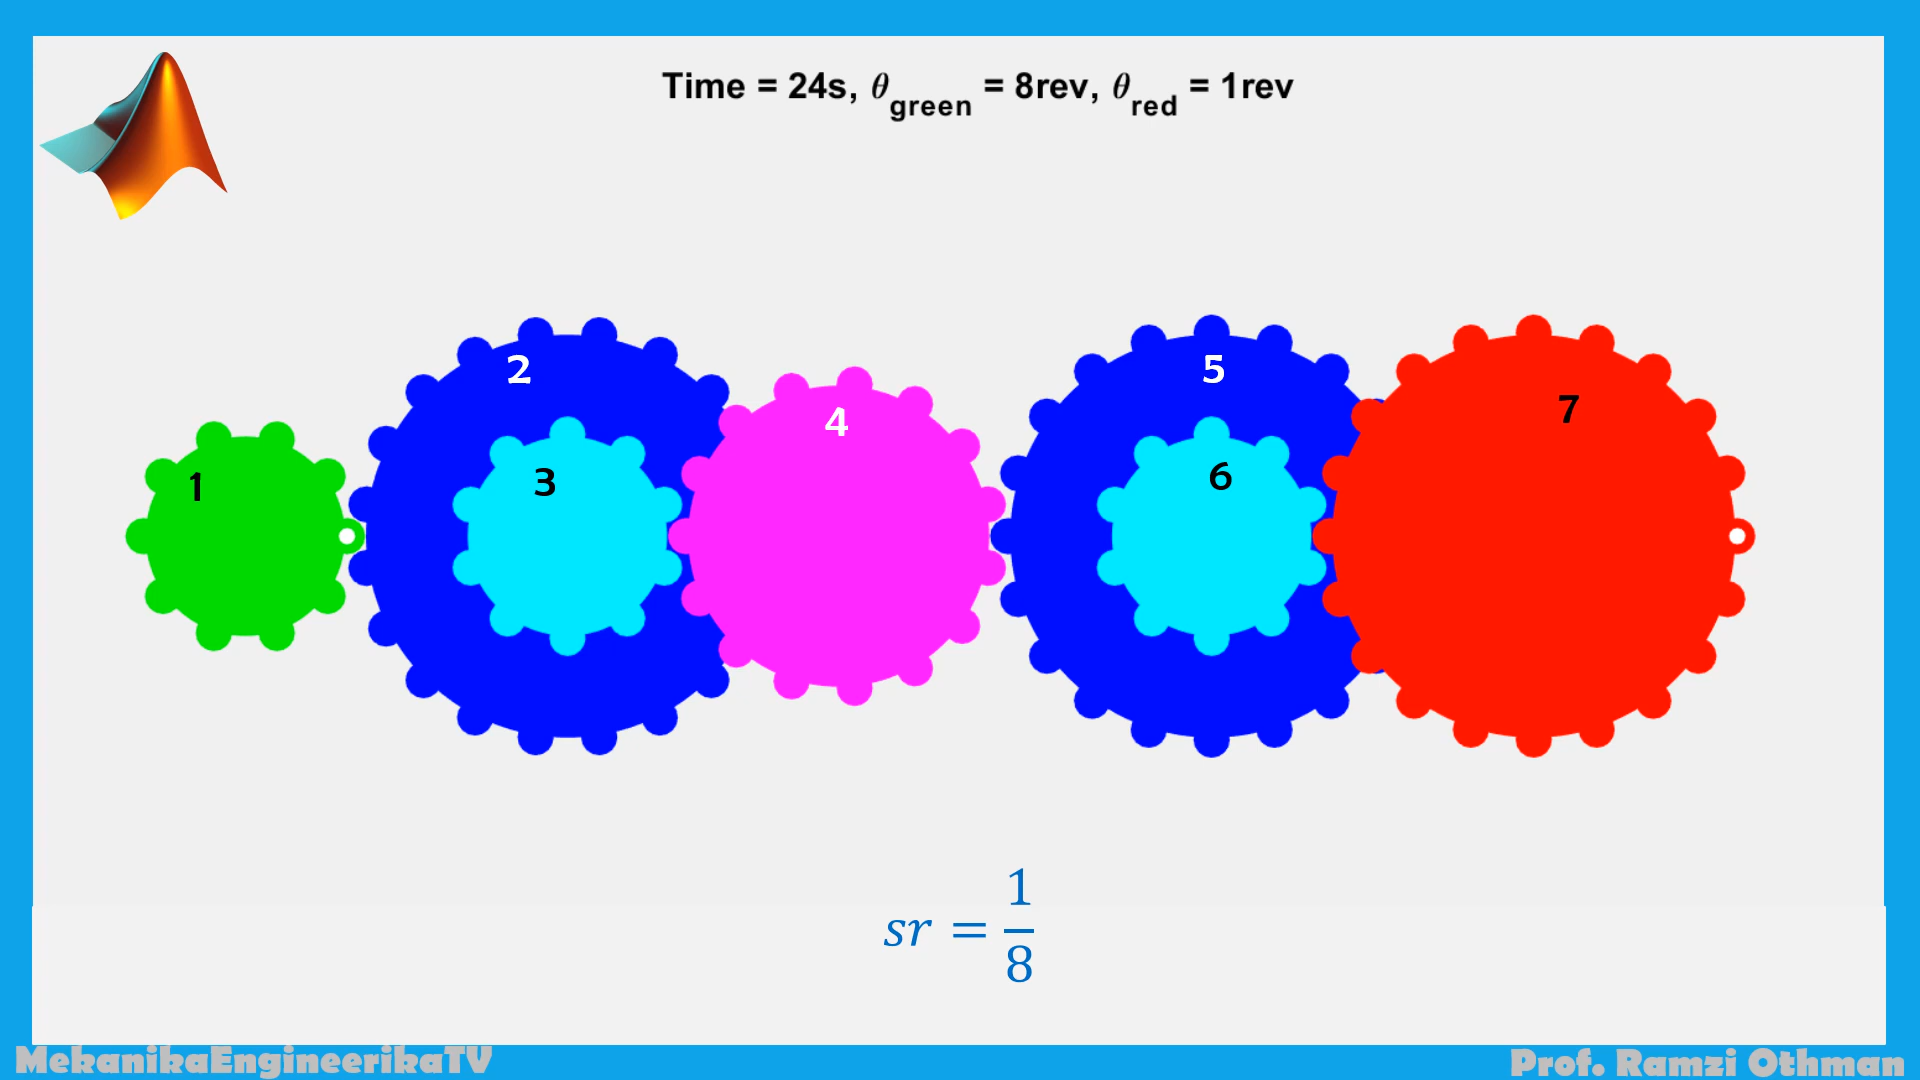 Time = 24s, θgreen = 8rev, θred = 1rev
2
5
7
4
1
3
6
sr = 1/8
MekanikaEngineerikaTV
Prof. Ramzi Othman